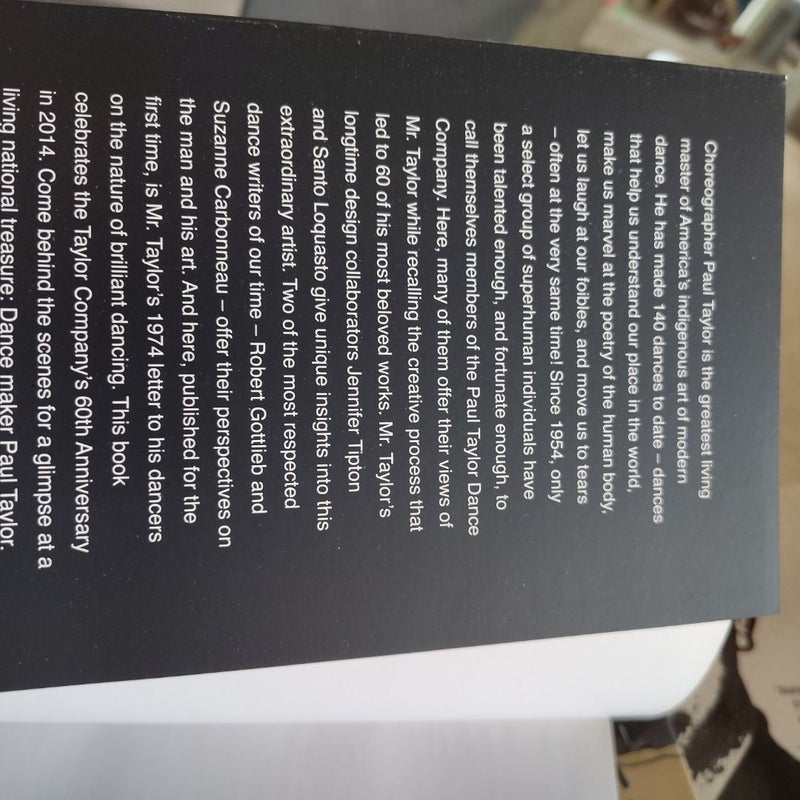 Choreographer Paul Taylor is the greatest living
master of America's indigenous art of modern
dance. He has made 140 dances to date – dances
that help us understand our place in the world,
make us marvel at the poetry of the human body,
let us laugh at our foibles, and move us to tears
– often at the very same time! Since 1954, only
a select group of superhuman individuals have
been talented enough, and fortunate enough, to
call themselves members of the Paul Taylor Dance
Company. Here, many of them offer their views of
Mr. Taylor while recalling the creative process that
led to 60 of his most beloved works. Mr. Taylor's
longtime design collaborators Jennifer Tipton
and Santo Loquasto give unique insights into this
extraordinary artist. Two of the most respected
dance writers of our time – Robert Gottlieb and
Suzanne Carbonneau – offer their perspectives on
the man and his art. And here, published for the
first time, is Mr. Taylor's 1974 letter to his dancers
on the nature of brilliant dancing. This book
celebrates the Taylor Company's 60th Anniversary
in 2014. Come behind the scenes for a glimpse at a
living national treasure: Dance maker Paul Taylor.